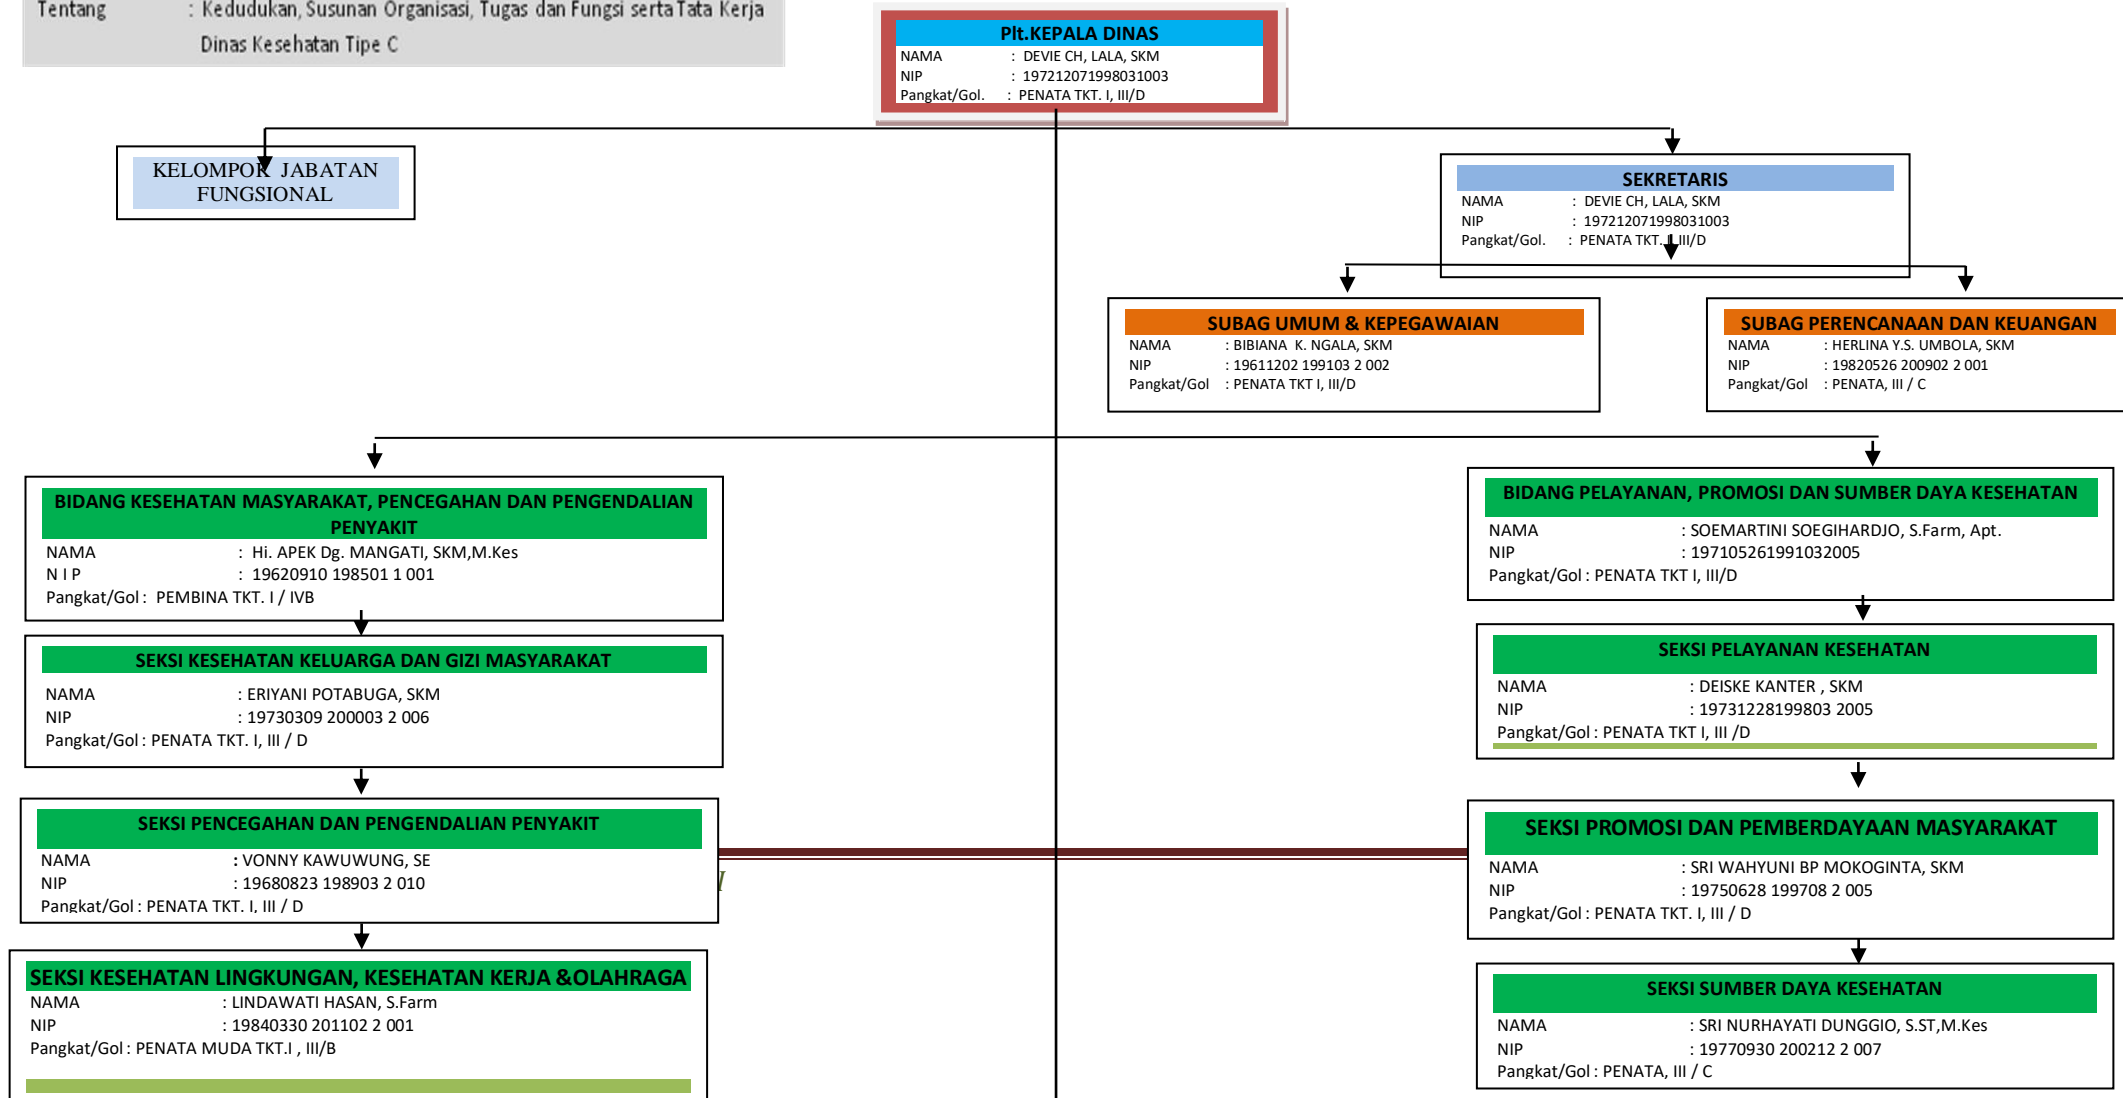 Tentang : Kedudukan, Susunan Organisasi, Tugas dan Fungsi serta Tata Kerja
Dinas Kesehatan Tipe C
Plt.KEPALA DINAS
NAMA : DEVIE CH, LALA, SKM
NIP : 197212071998031003
Pangkat/Gol. : PENATA TKT. I, III/D
KELOMPOK JABATAN
FUNGSIONAL
SEKRETARIS
NAMA : DEVIE CH, LALA, SKM
NIP : 197212071998031003
Pangkat/Gol. : PENATA TKT. I, III/D
SUBAG UMUM & KEPEGAWAIAN
NAMA : BIBIANA K. NGALA, SKM
NIP : 19611202 199103 2 002
Pangkat/Gol : PENATA TKT I, III/D
SUBAG PERENCANAAN DAN KEUANGAN
NAMA : HERLINA Y.S. UMBOLA, SKM
NIP : 19820526 200902 2 001
Pangkat/Gol : PENATA, III / C
BIDANG KESEHATAN MASYARAKAT, PENCEGAHAN DAN PENGENDALIAN
PENYAKIT
NAMA : Hi. APEK Dg. MANGATI, SKM,M.Kes
N I P : 19620910 198501 1 001
Pangkat/Gol : PEMBINA TKT. I / IVB
SEKSI KESEHATAN KELUARGA DAN GIZI MASYARAKAT
NAMA : ERIYANI POTABUGA, SKM
NIP : 19730309 200003 2 006
Pangkat/Gol : PENATA TKT. I, III / D
SEKSI PENCEGAHAN DAN PENGENDALIAN PENYAKIT
NAMA : VONNY KAWUWUNG, SE
NIP : 19680823 198903 2 010
Pangkat/Gol : PENATA TKT. I, III / D
SEKSI KESEHATAN LINGKUNGAN, KESEHATAN KERJA &OLAHRAGA
NAMA : LINDAWATI HASAN, S.Farm
NIP : 19840330 201102 2 001
Pangkat/Gol : PENATA MUDA TKT.I , III/B
BIDANG PELAYANAN, PROMOSI DAN SUMBER DAYA KESEHATAN
NAMA : SOEMARTINI SOEGIHARDJO, S.Farm, Apt.
NIP : 197105261991032005
Pangkat/Gol : PENATA TKT I, III/D
SEKSI PELAYANAN KESEHATAN
NAMA : DEISKE KANTER , SKM
NIP : 19731228199803 2005
Pangkat/Gol : PENATA TKT I, III /D
SEKSI PROMOSI DAN PEMBERDAYAAN MASYARAKAT
NAMA : SRI WAHYUNI BP MOKOGINTA, SKM
NIP : 19750628 199708 2 005
Pangkat/Gol : PENATA TKT. I, III / D
SEKSI SUMBER DAYA KESEHATAN
NAMA : SRI NURHAYATI DUNGGIO, S.ST,M.Kes
NIP : 19770930 200212 2 007
Pangkat/Gol : PENATA, III / C